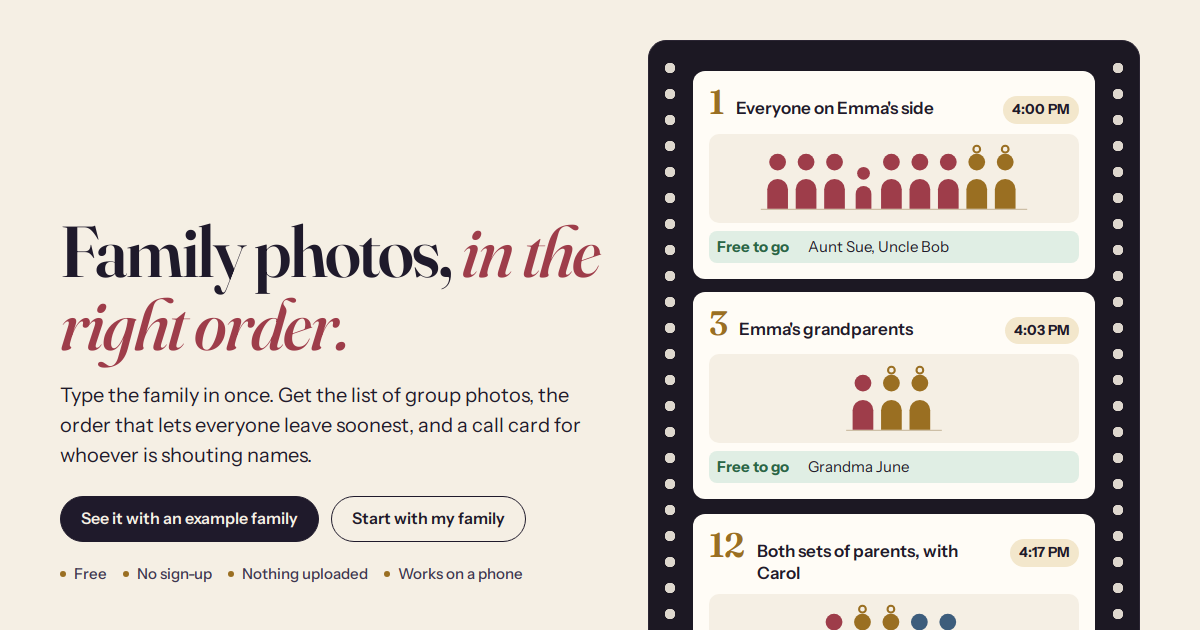 Family photos, in the
right order.
Type the family in once. Get the list of group photos, the
order that lets everyone leave soonest, and a call card for
whoever is shouting names.
See it with an example family
Start with my family
Free
No sign-up
Nothing uploaded
Works on a phone
1 Everyone on Emma's side 4:00 PM
Free to go Aunt Sue, Uncle Bob
3 Emma's grandparents 4:03 PM
Free to go Grandma June
12 Both sets of parents, with 4:17 PM
Carol